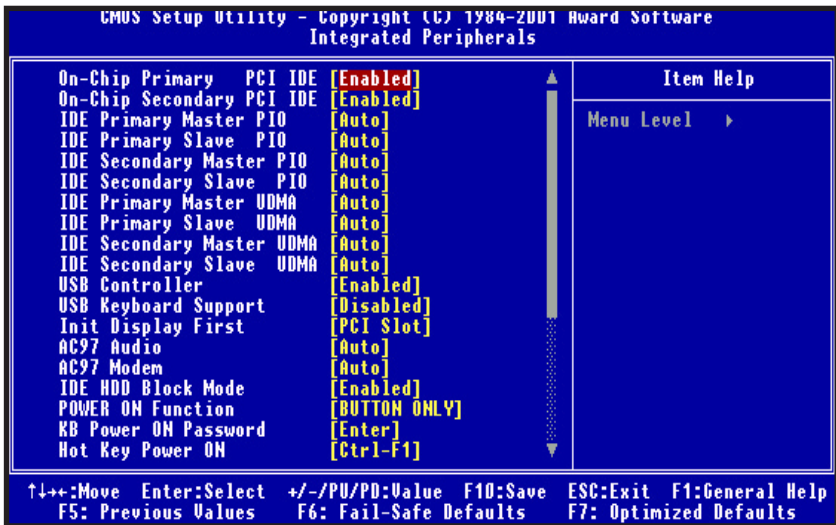 CMOS Setup Utility - Copyright (C) 1984-2001 Award Software
Integrated Peripherals
On-Chip Primary PCI IDE [Enabled]
On-Chip Secondary PCI IDE [Enabled]
IDE Primary Master PIO [Auto]
IDE Primary Slave PIO [Auto]
IDE Secondary Master PIO [Auto]
IDE Secondary Slave PIO [Auto]
IDE Primary Master UDMA [Auto]
IDE Primary Slave UDMA [Auto]
IDE Secondary Master UDMA [Auto]
IDE Secondary Slave UDMA [Auto]
USB Controller [Enabled]
USB Keyboard Support [Disabled]
Init Display First [PCI Slot]
AC97 Audio [Auto]
AC97 Modem [Auto]
IDE HDD Block Mode [Enabled]
POWER ON Function [BUTTON ONLY]
KB Power ON Password [Enter]
Hot Key Power ON [Ctrl-F1]
Item Help
Menu Level ▸
↑↓→←:Move Enter:Select +/-/PU/PD:Value F10:Save ESC:Exit F1:General Help
F5: Previous Values F6: Fail-Safe Defaults F7: Optimized Defaults